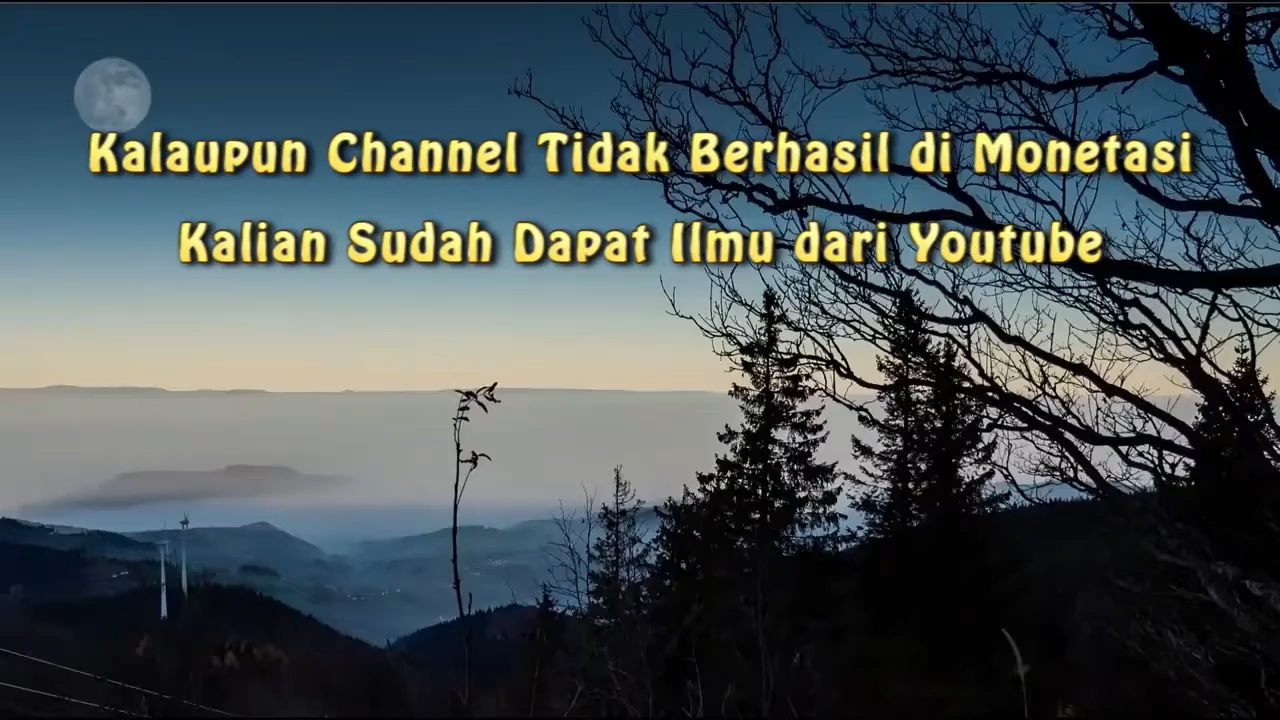 Kalaupun Channel Tidak Berhasil di Monetasi
Kalian Sudah Dapat Ilmu dari Youtube